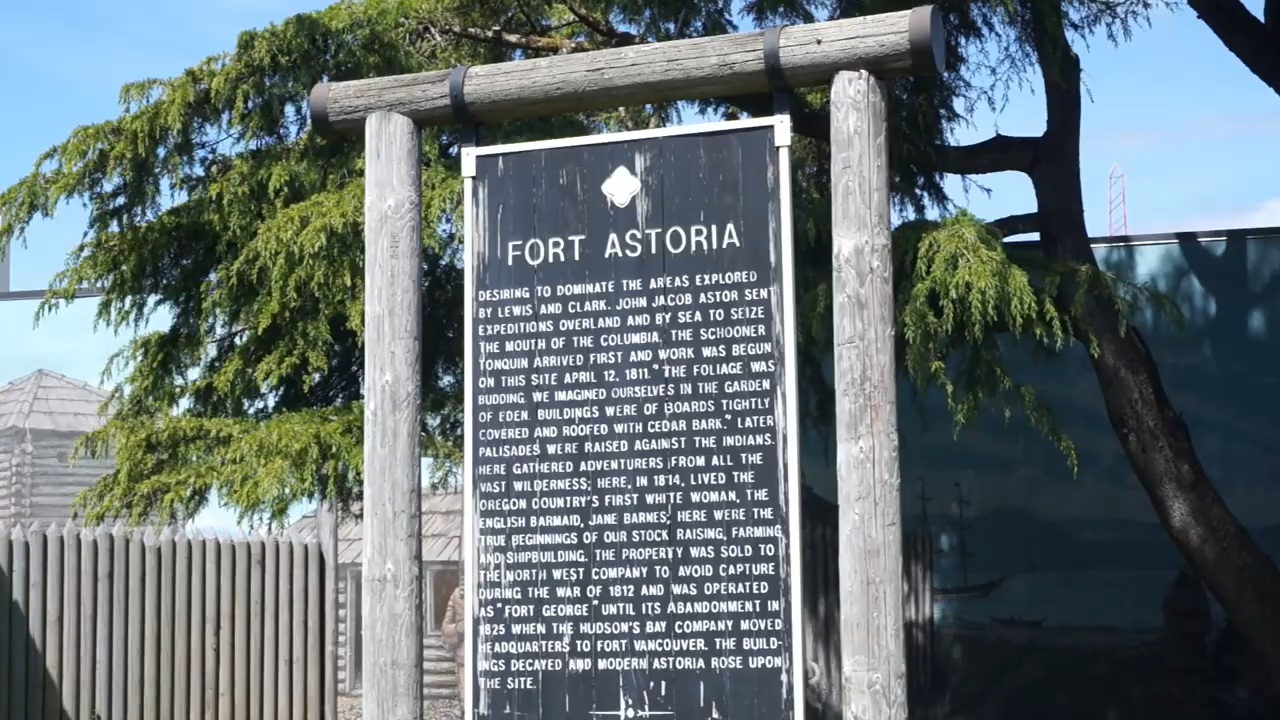 FORT ASTORIA
DESIRING TO DOMINATE THE AREAS EXPLORED
BY LEWIS AND CLARK. JOHN JACOB ASTOR SENT
EXPEDITIONS OVERLAND AND BY SEA TO SEIZE
THE MOUTH OF THE COLUMBIA. THE SCHOONER
TONQUIN ARRIVED FIRST AND WORK WAS BEGUN
ON THIS SITE APRIL 12, 1811. "THE FOLIAGE WAS
BUDDING. WE IMAGINED OURSELVES IN THE GARDEN
OF EDEN. BUILDINGS WERE OF BOARDS TIGHTLY
COVERED AND ROOFED WITH CEDAR BARK." LATER
PALISADES WERE RAISED AGAINST THE INDIANS.
HERE GATHERED ADVENTURERS FROM ALL THE
VAST WILDERNESS; HERE, IN 1814, LIVED THE
OREGON COUNTRY'S FIRST WHITE WOMAN, THE
ENGLISH BARMAID, JANE BARNES; HERE WERE THE
TRUE BEGINNINGS OF OUR STOCK RAISING, FARMING
AND SHIPBUILDING. THE PROPERTY WAS SOLD TO
THE NORTH WEST COMPANY TO AVOID CAPTURE
DURING THE WAR OF 1812 AND WAS OPERATED
AS "FORT GEORGE" UNTIL ITS ABANDONMENT IN
1825 WHEN THE HUDSON'S BAY COMPANY MOVED
HEADQUARTERS TO FORT VANCOUVER. THE BUILD-
INGS DECAYED AND MODERN ASTORIA ROSE UPON
THE SITE.